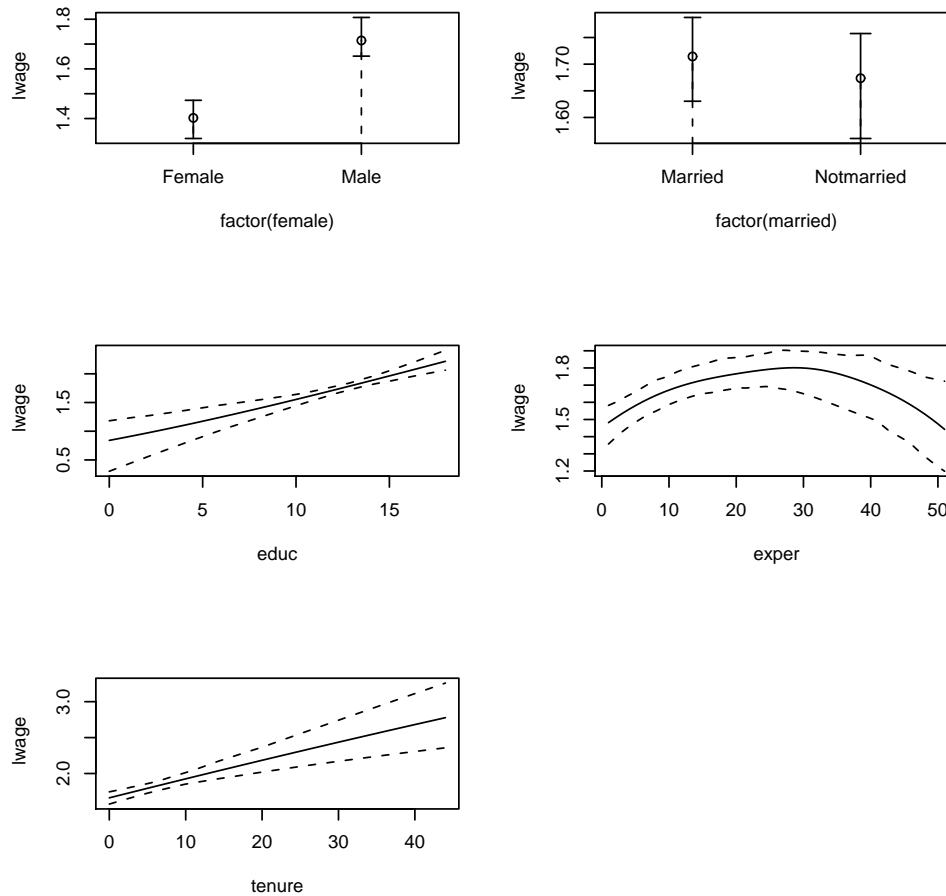 lwage
1.4 1.6 1.8
Female Male
factor(female)
lwage
1.60 1.70
Married Notmarried
factor(married)
lwage
0.5 1.5
0 5 10 15
educ
lwage
1.2 1.5 1.8
0 10 20 30 40 50
exper
lwage
2.0 3.0
0 10 20 30 40
tenure